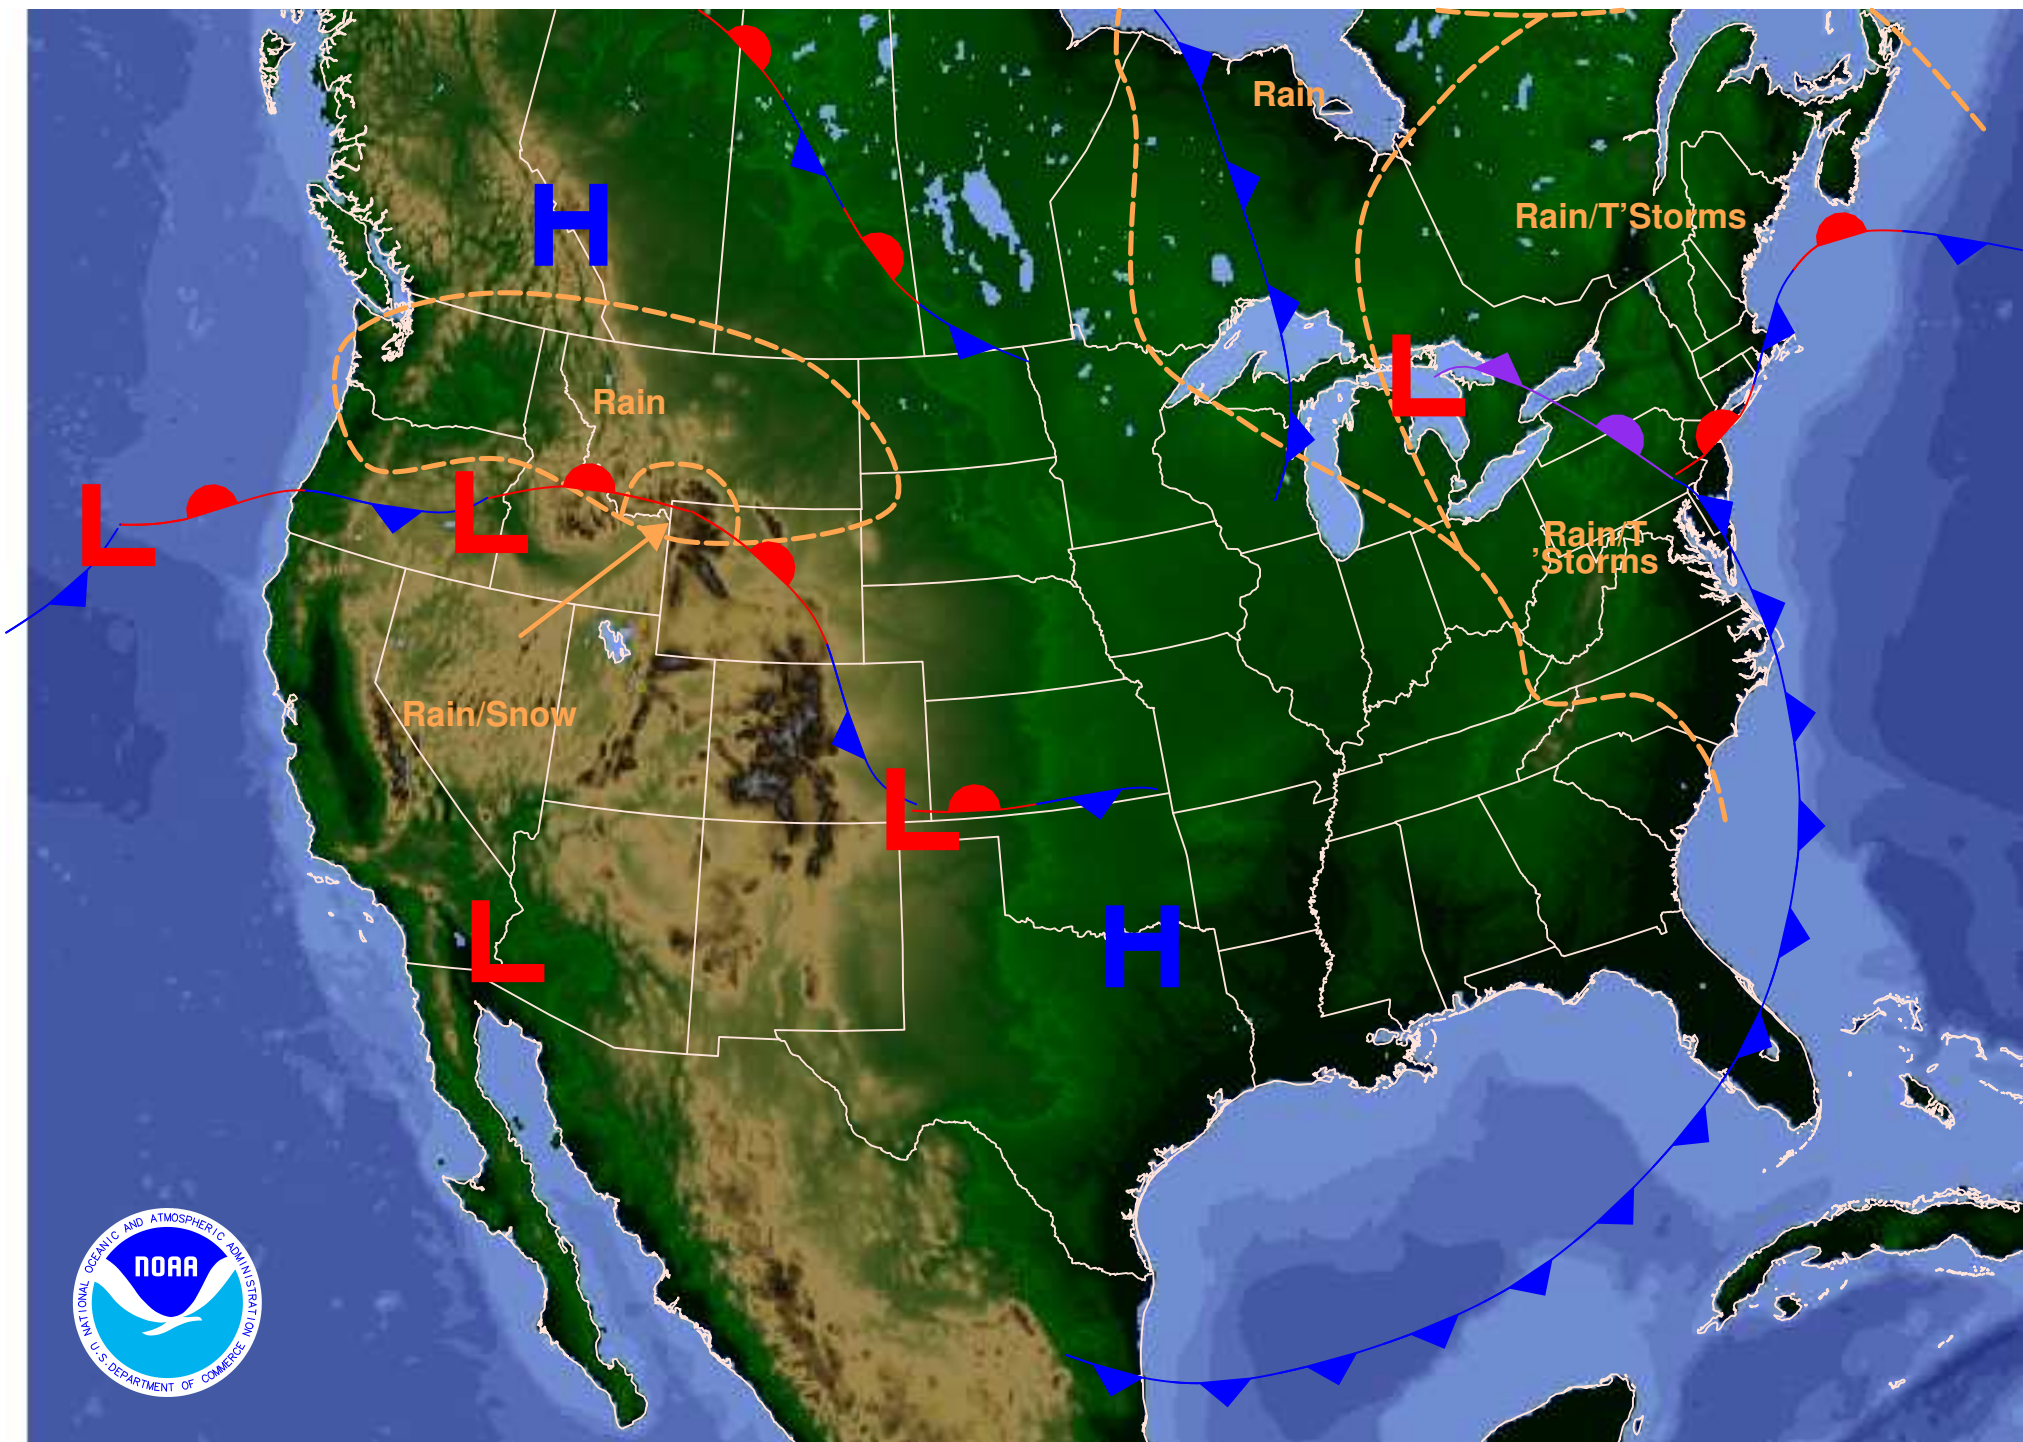 Rain
Rain/T'Storms
H
L
Rain
L
L
Rain/T
'Storms
Rain/Snow
L
L
H
NOAA
NATIONAL OCEANIC AND ATMOSPHERIC ADMINISTRATION
U.S. DEPARTMENT OF COMMERCE